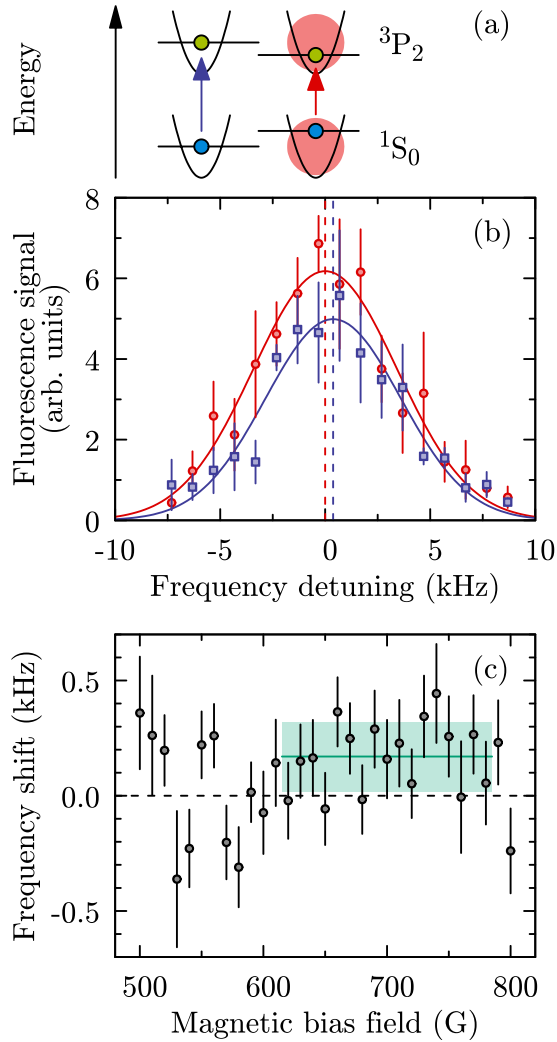 (a)
Energy
³P₂
¹S₀
(b)
Fluorescence signal
(arb. units)
8
6
4
2
0
-10 -5 0 5 10
Frequency detuning (kHz)
(c)
Frequency shift (kHz)
0.5
0.0
-0.5
500 600 700 800
Magnetic bias field (G)